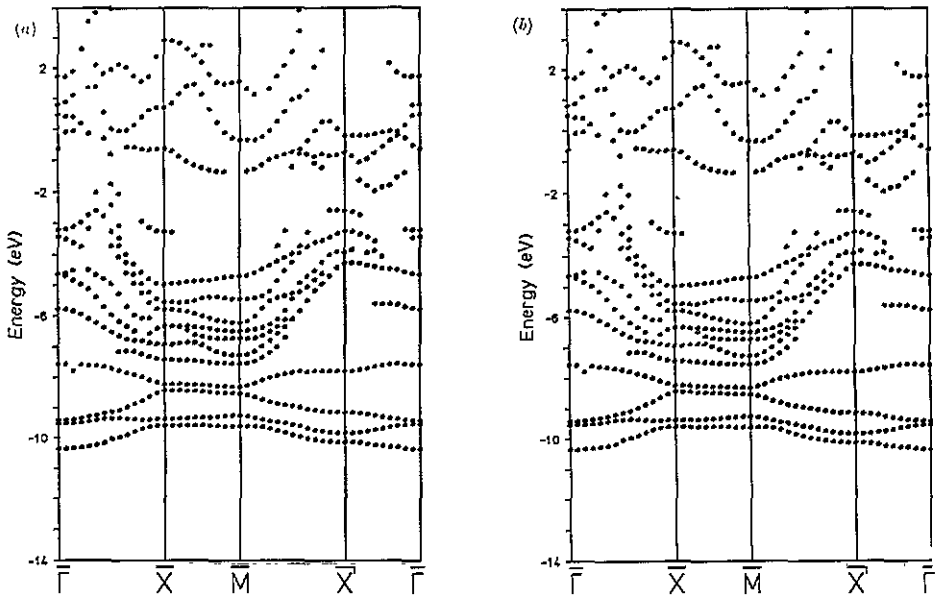 (a)
2
-2
-6
-10
-14
Energy (eV)
Γ̅ X̅ M̅ X̅' Γ̅
(b)
2
-2
-6
-10
-14
Energy (eV)
Γ̅ X̅ M̅ X̅' Γ̅